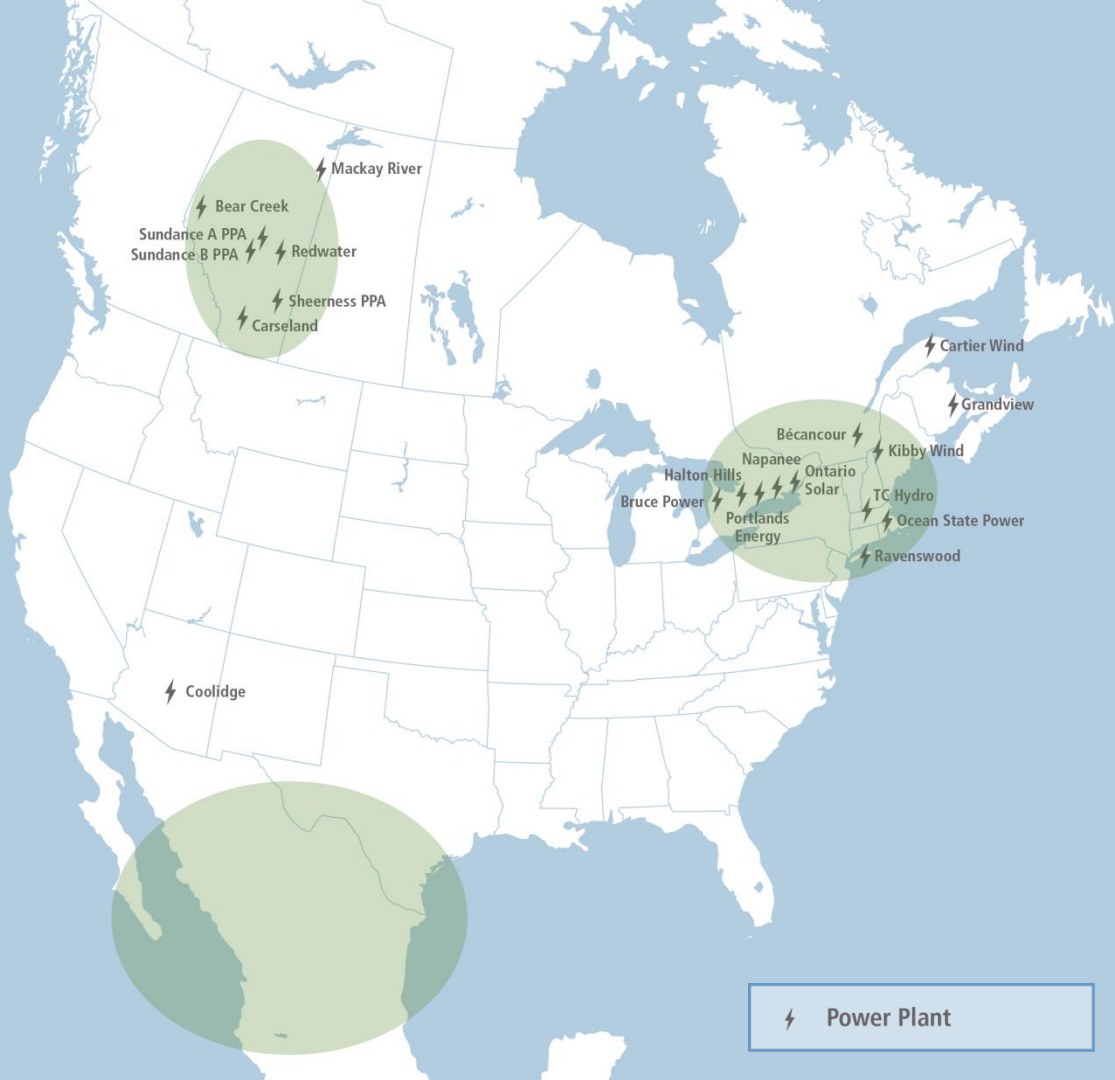 Mackay River
Bear Creek
Sundance A PPA
Sundance B PPA
Redwater
Sheerness PPA
Carseland
Cartier Wind
Grandview
Bécancour
Kibby Wind
Napanee
Halton Hills
Ontario
Solar
Bruce Power
TC Hydro
Portlands
Energy
Ocean State Power
Ravenswood
Coolidge
Power Plant